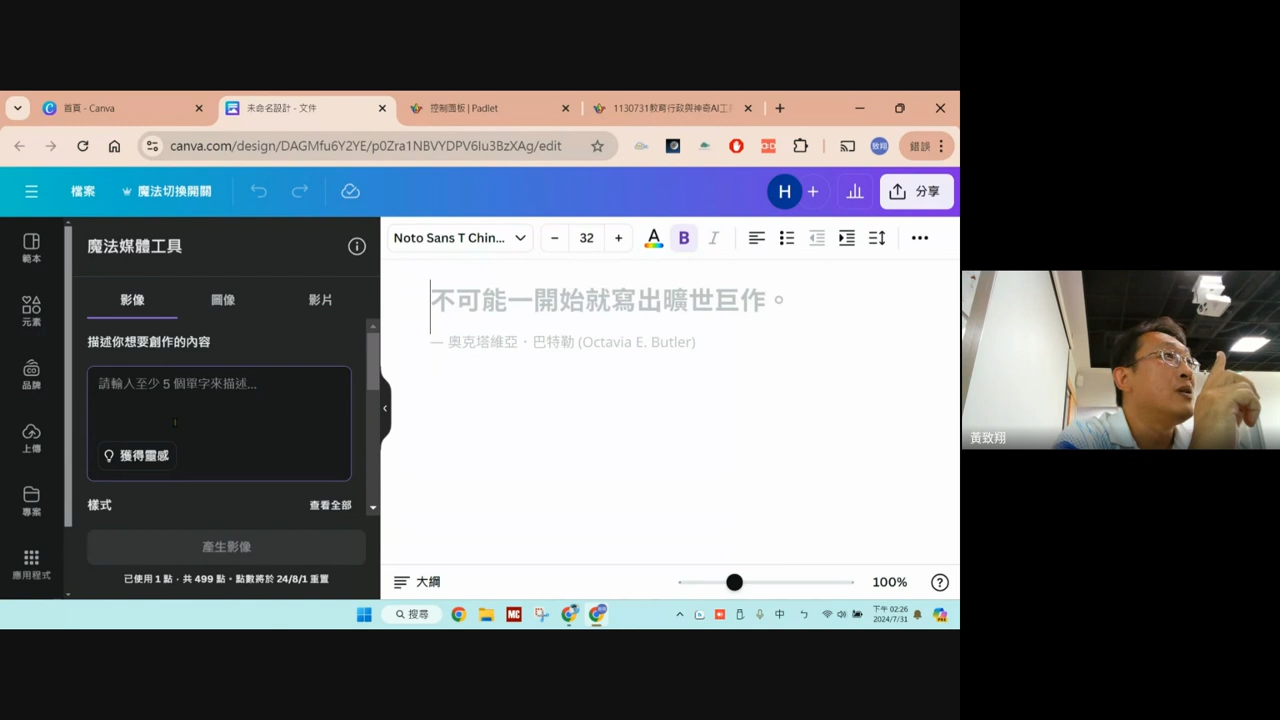 首頁 - Canva
未命名設計 - 文件
控制面板 | Padlet
1130731教育行政與神奇AI工
canva.com/design/DAGMfu6Y2YE/p0Zra1NBVYDPV6Iu3BzXAg/edit
致翔
錯誤
檔案
魔法切換開關
H
分享
範本
元素
品牌
上傳
專案
應用程式
魔法媒體工具
影像
圖像
影片
描述你想要創作的內容
請輸入至少 5 個單字來描述...
獲得靈感
樣式
查看全部
產生影像
已使用 1 點，共 499 點。點數將於 24/8/1 重置
Noto Sans T Chin...
32
A
B
I
不可能一開始就寫出曠世巨作。
— 奧克塔維亞・巴特勒 (Octavia E. Butler)
大綱
100%
搜尋
MC
中
下午 02:26
2024/7/31
黃致翔